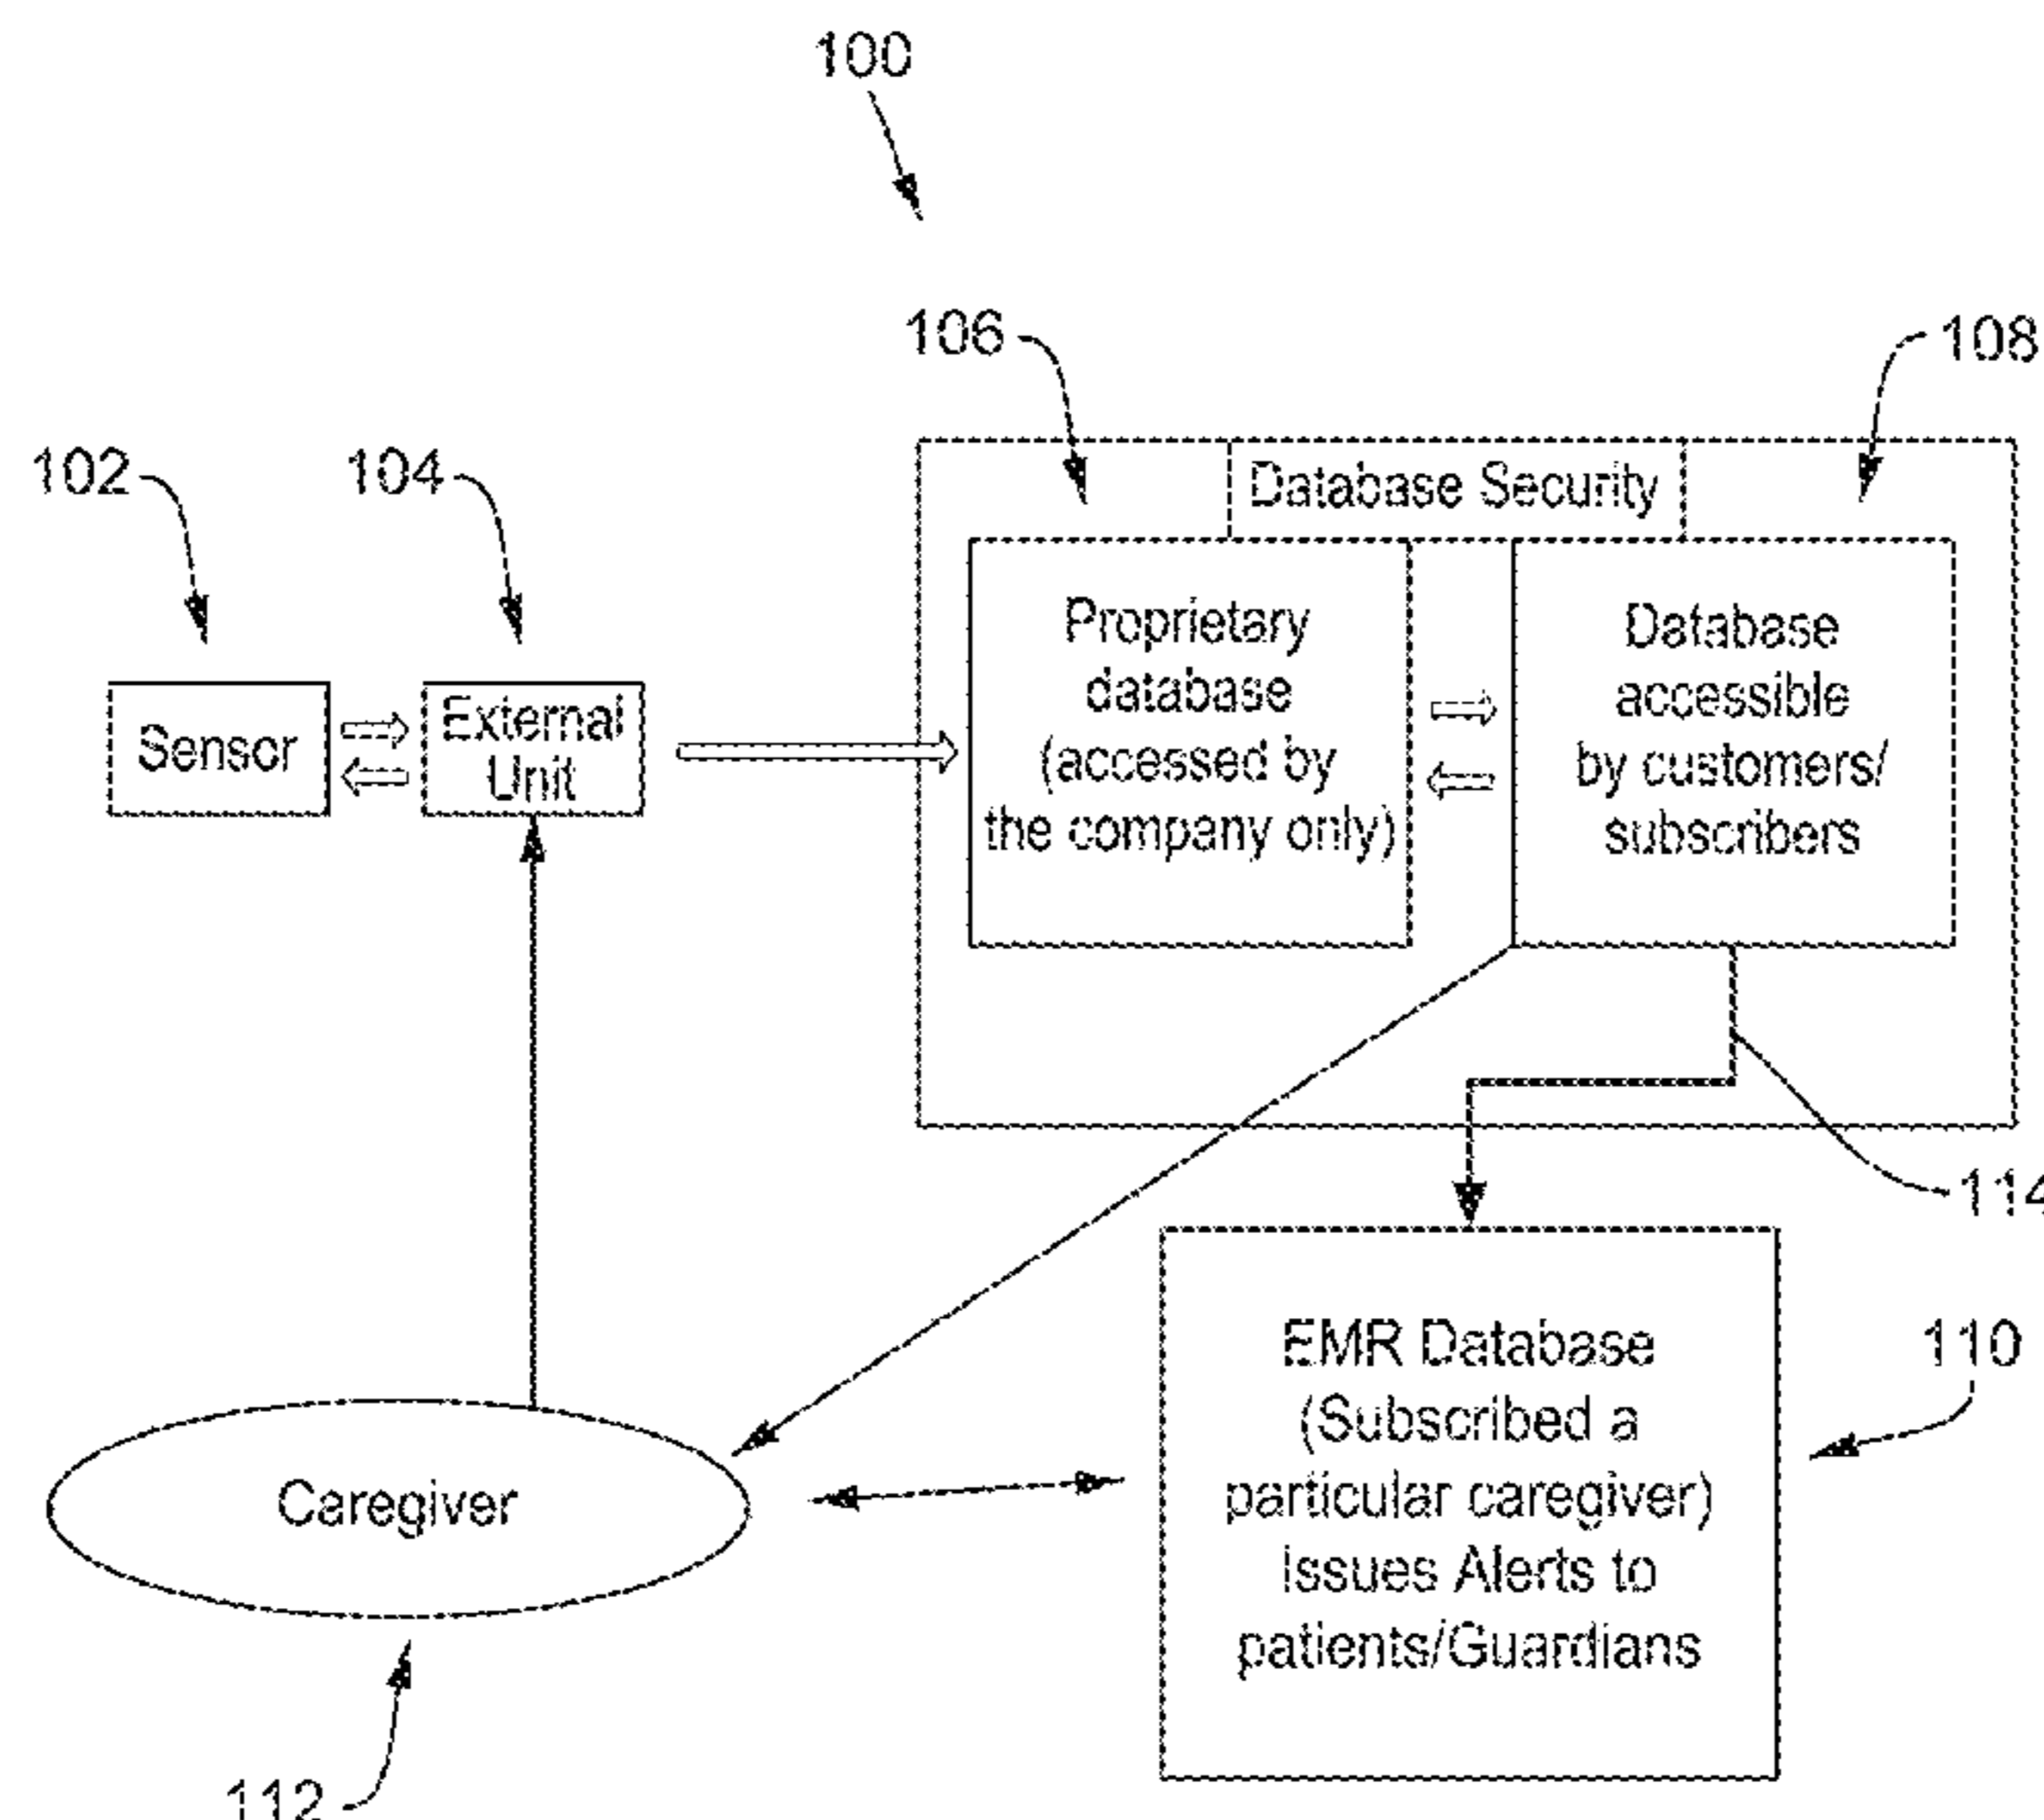 100
106
108
102
104
Database Security
Sensor
External
Unit
Proprietary
database
(accessed by
the company only)
Database
accessible
by customers/
subscribers
114
EMR Database
(Subscribed a
particular caregiver)
Issues Alerts to
patients/Guardians
110
Caregiver
112